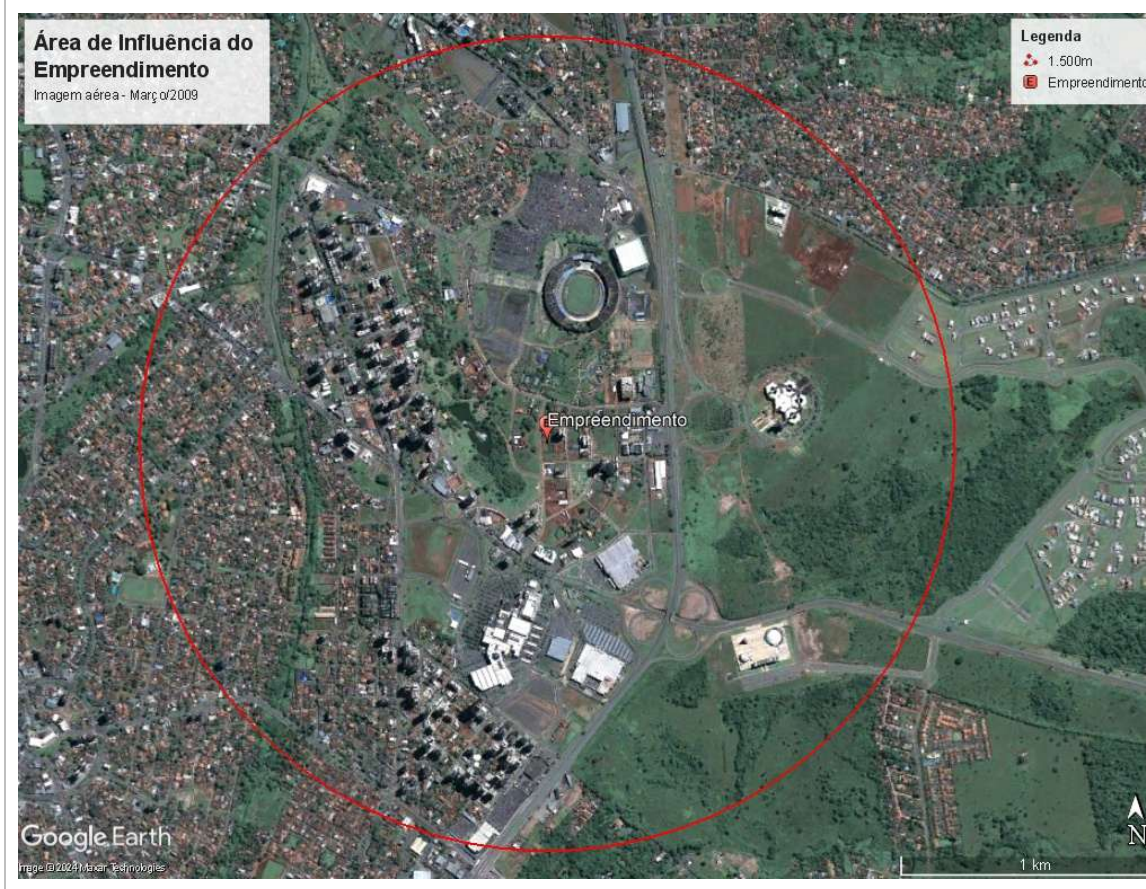 Área de Influência do
Empreendimento
Imagem aérea - Março/2009
Legenda
1.500m
E Empreendimento
Empreendimento
Google Earth
Image © 2024 Maxar Technologies
1 km
N